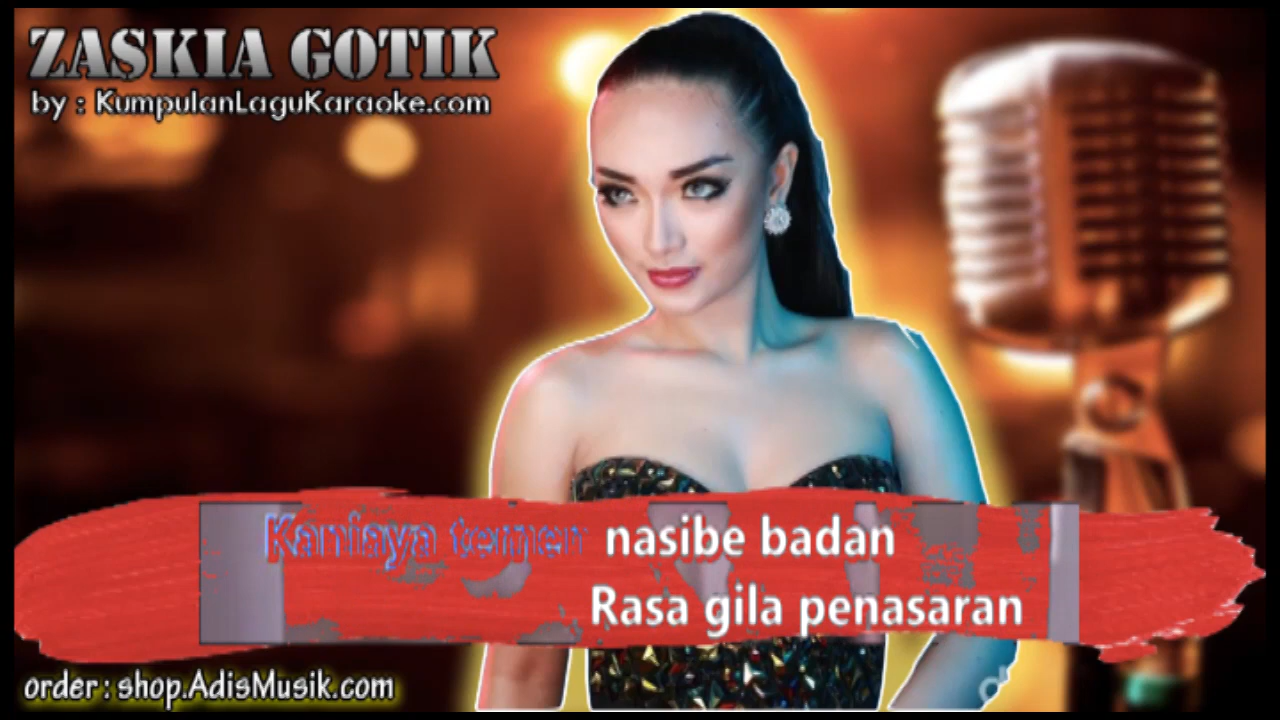 ZASKIA GOTIK
by : KumpulanLaguKaraoke.com
Kaniaya temen nasibe badan
Rasa gila penasaran
order : shop.AdisMusik.com